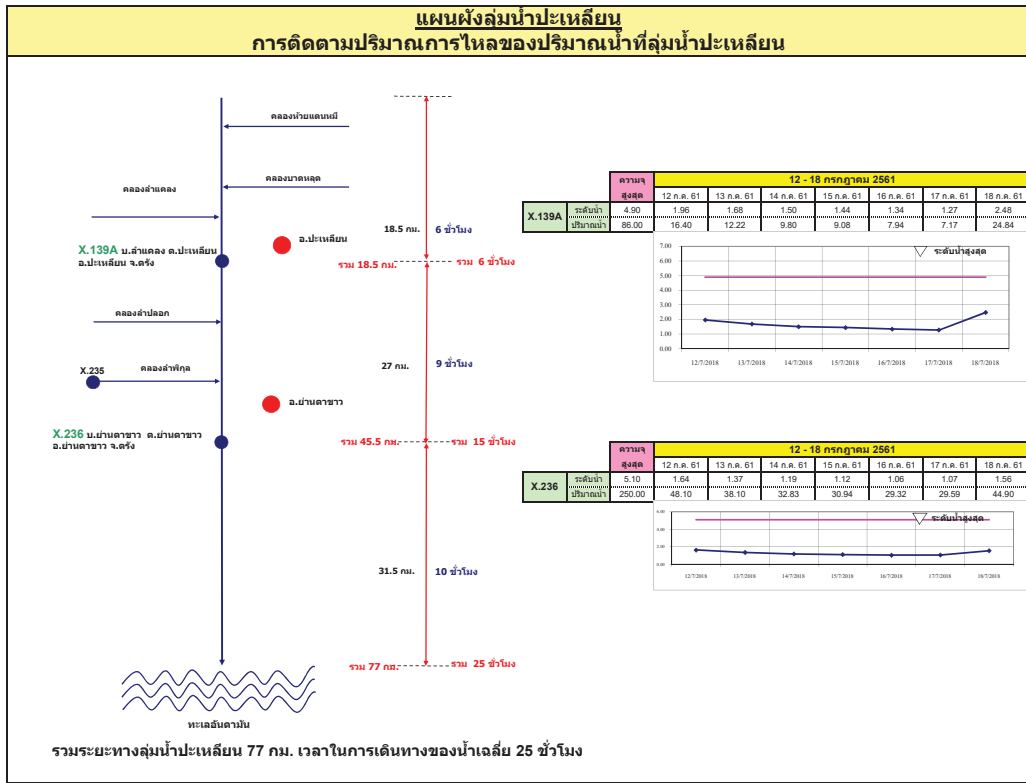 แผนผังลุ่มน้ำปะเหลียน
การติดตามปริมาณการไหลของปริมาณน้ำที่ลุ่มน้ำปะเหลียน
คลองห้วยแดนหมี
คลองบาดหลุด
คลองลำแคลง
18.5 กม.
6 ชั่วโมง
อ.ปะเหลียน
X.139A บ.ลำแคลง ต.ปะเหลียน
อ.ปะเหลียน จ.ตรัง
รวม 18.5 กม.
รวม 6 ชั่วโมง
คลองลำปลอก
X.235
คลองลำพิกุล
27 กม.
9 ชั่วโมง
อ.ย่านตาขาว
X.236 บ.ย่านตาขาว ต.ย่านตาขาว
อ.ย่านตาขาว จ.ตรัง
รวม 45.5 กม.
รวม 15 ชั่วโมง
31.5 กม.
10 ชั่วโมง
รวม 77 กม.
รวม 25 ชั่วโมง
ทะเลอันดามัน
รวมระยะทางลุ่มน้ำปะเหลียน 77 กม. เวลาในการเดินทางของน้ำเฉลี่ย 25 ชั่วโมง
ความจุ 12 - 18 กรกฎาคม 2561
สูงสุด 12 ก.ค. 61 13 ก.ค. 61 14 ก.ค. 61 15 ก.ค. 61 16 ก.ค. 61 17 ก.ค. 61 18 ก.ค. 61
X.139A
ระดับน้ำ 4.90 1.96 1.68 1.50 1.44 1.34 1.27 2.48
ปริมาณน้ำ 86.00 16.40 12.22 9.80 9.08 7.94 7.17 24.84
ระดับน้ำสูงสุด
7.00
6.00
5.00
4.00
3.00
2.00
1.00
0.00
12/7/2018 13/7/2018 14/7/2018 15/7/2018 16/7/2018 17/7/2018 18/7/2018
ความจุ 12 - 18 กรกฎาคม 2561
สูงสุด 12 ก.ค. 61 13 ก.ค. 61 14 ก.ค. 61 15 ก.ค. 61 16 ก.ค. 61 17 ก.ค. 61 18 ก.ค. 61
X.236
ระดับน้ำ 5.10 1.64 1.37 1.19 1.12 1.06 1.07 1.56
ปริมาณน้ำ 250.00 48.10 38.10 32.83 30.94 29.32 29.59 44.90
ระดับน้ำสูงสุด
6.00
4.00
2.00
0.00
12/7/2018 13/7/2018 14/7/2018 15/7/2018 16/7/2018 17/7/2018 18/7/2018